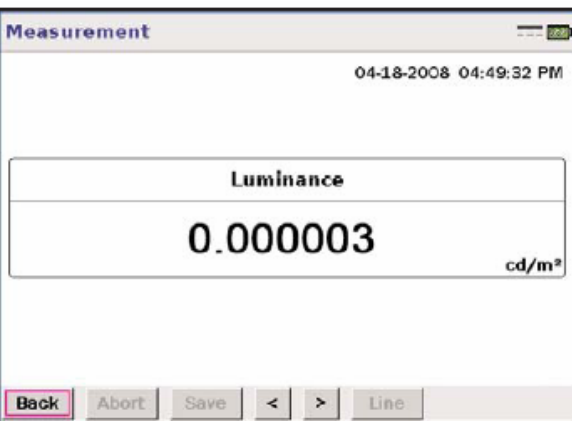 Measurement
04-18-2008 04:49:32 PM
Luminance
0.000003
cd/m²
Back Abort Save < > Line